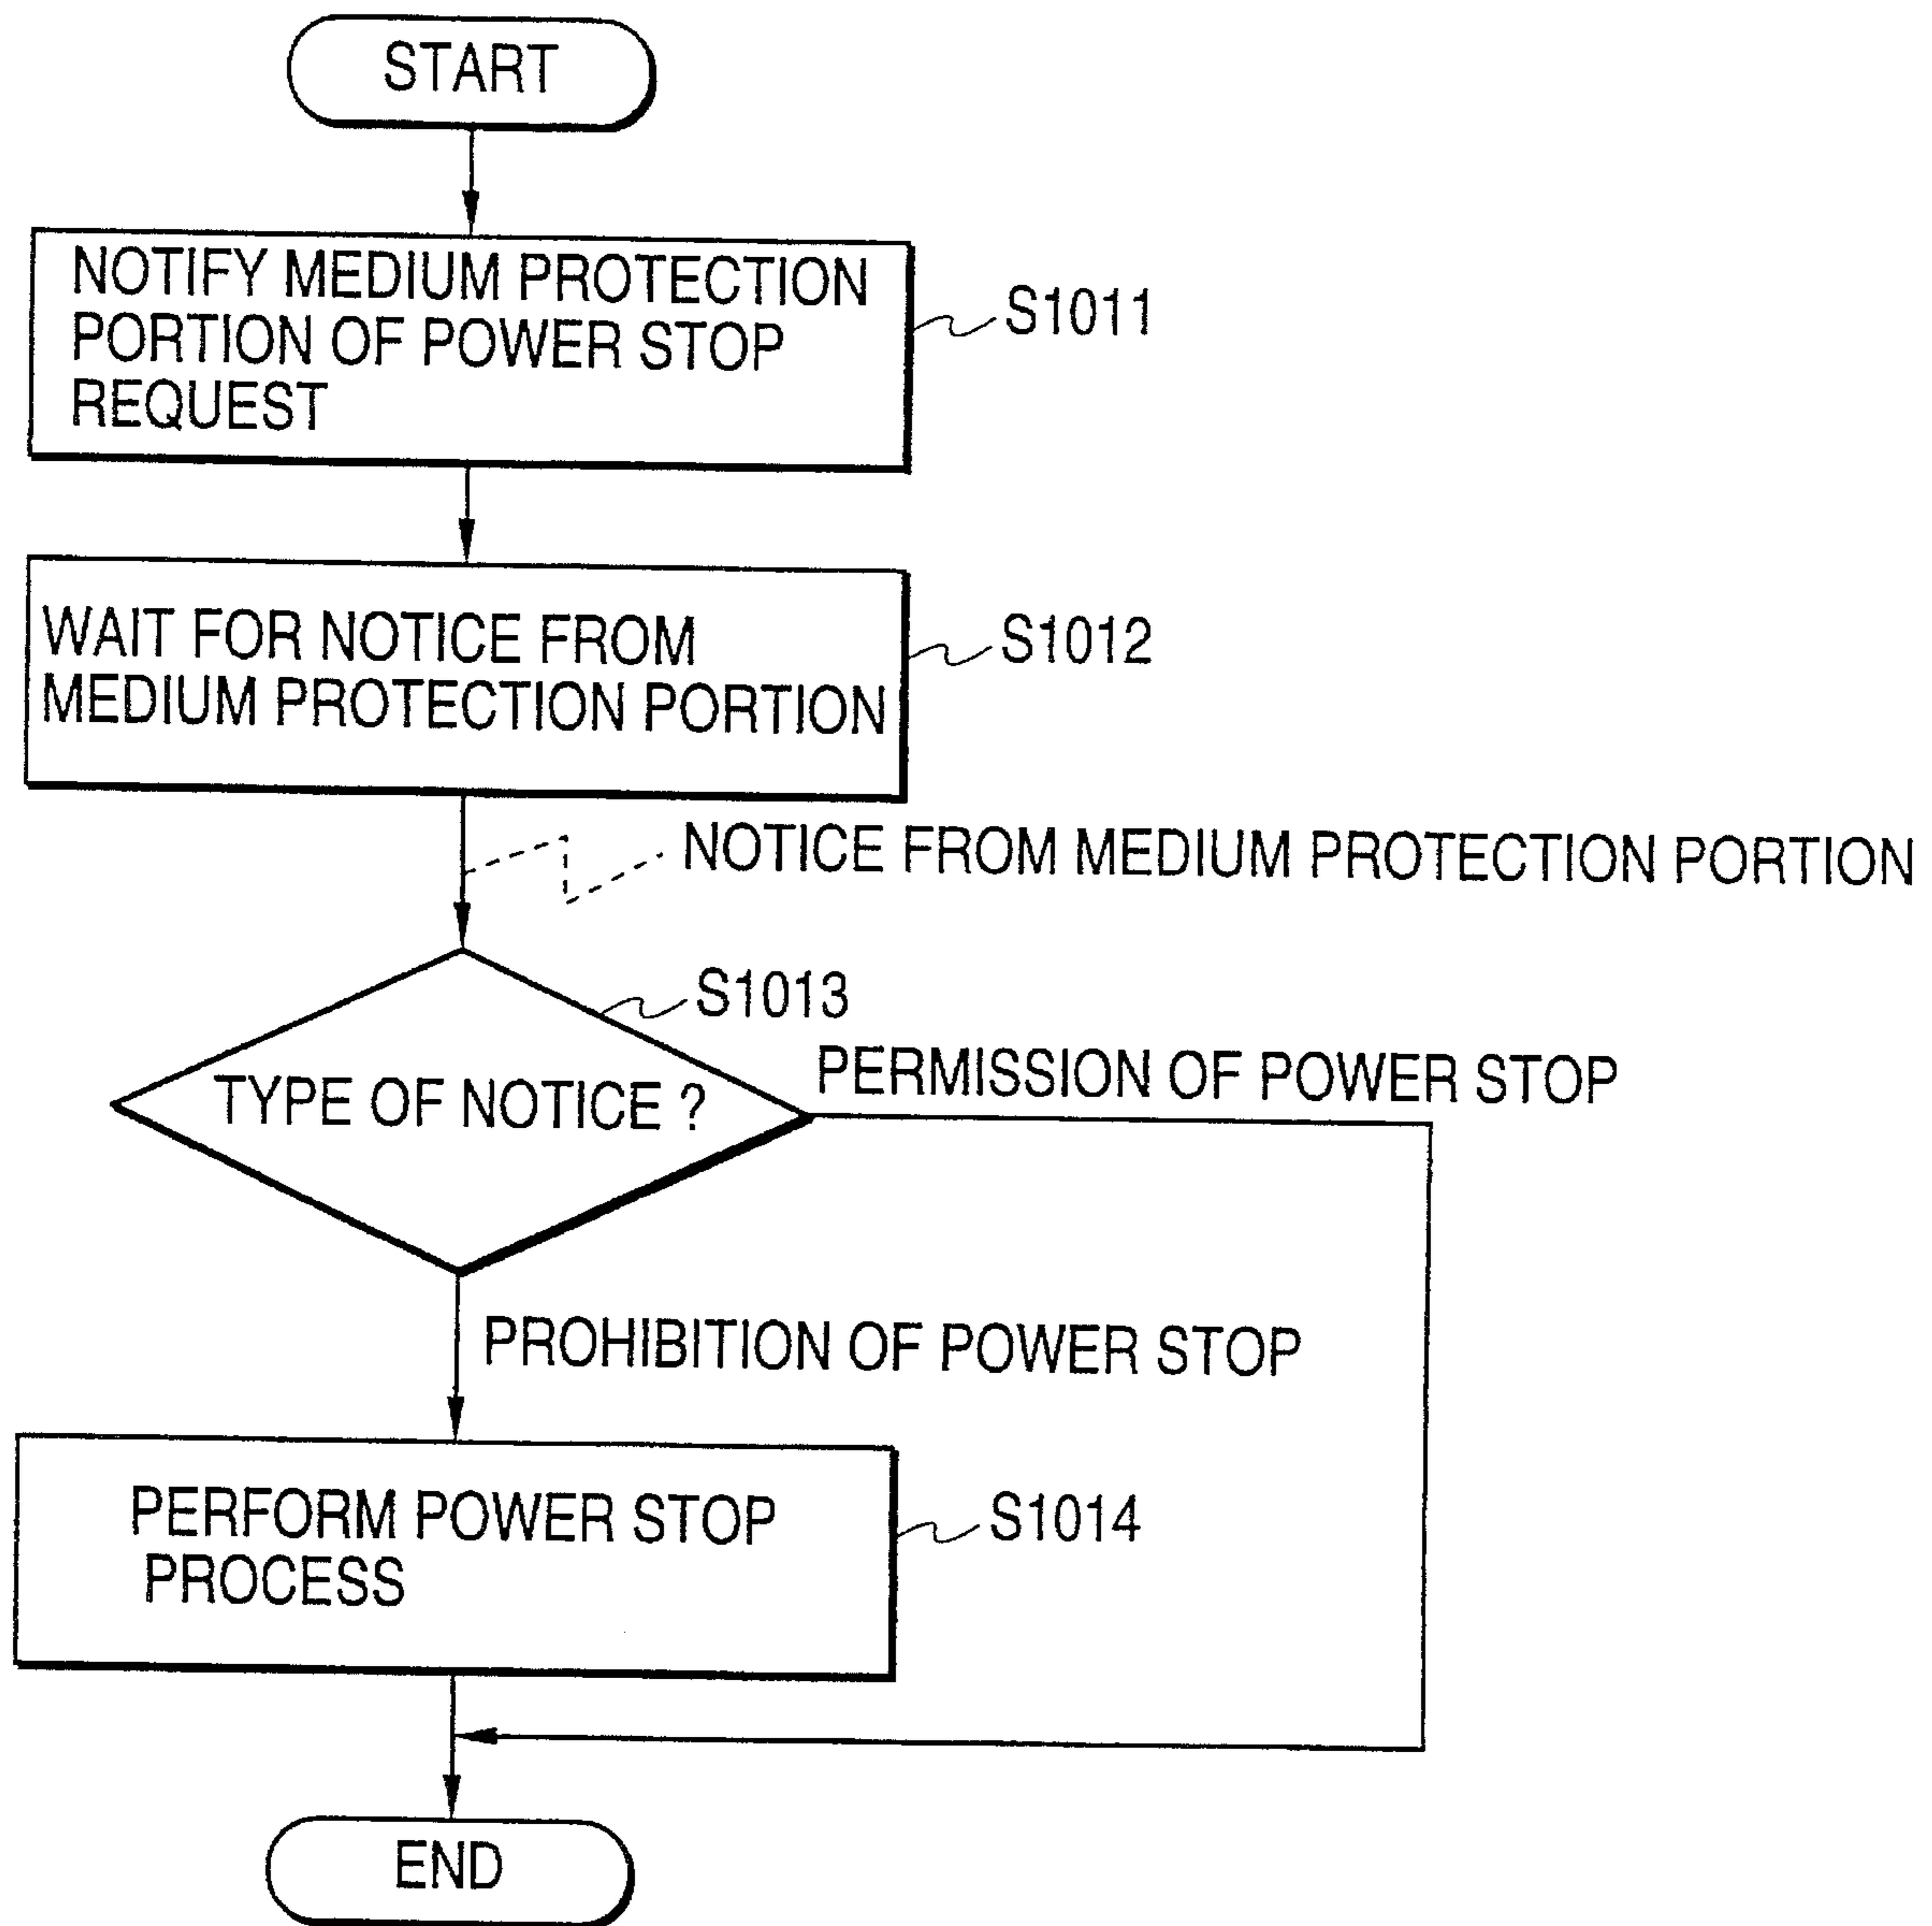 START
NOTIFY MEDIUM PROTECTION
PORTION OF POWER STOP
REQUEST
S1011
WAIT FOR NOTICE FROM
MEDIUM PROTECTION PORTION
S1012
NOTICE FROM MEDIUM PROTECTION PORTION
S1013
TYPE OF NOTICE ?
PERMISSION OF POWER STOP
PROHIBITION OF POWER STOP
PERFORM POWER STOP
PROCESS
S1014
END